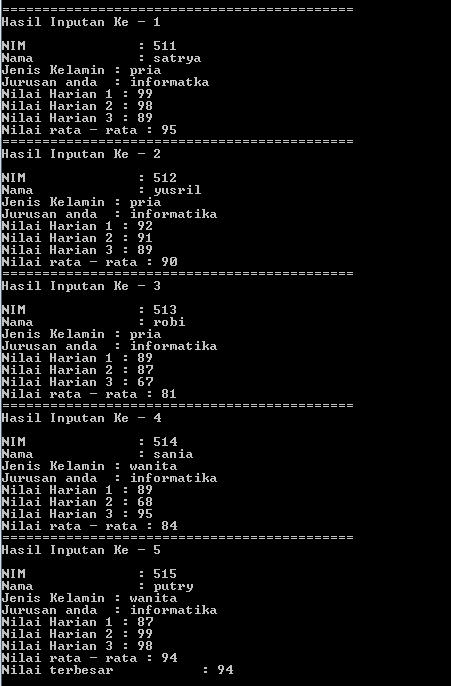 ============================================
Hasil Inputan Ke - 1
NIM : 511
Nama : satrya
Jenis Kelamin : pria
Jurusan anda : informatka
Nilai Harian 1 : 99
Nilai Harian 2 : 98
Nilai Harian 3 : 89
Nilai rata - rata : 95
============================================
Hasil Inputan Ke - 2
NIM : 512
Nama : yusril
Jenis Kelamin : pria
Jurusan anda : informatika
Nilai Harian 1 : 92
Nilai Harian 2 : 91
Nilai Harian 3 : 89
Nilai rata - rata : 90
============================================
Hasil Inputan Ke - 3
NIM : 513
Nama : robi
Jenis Kelamin : pria
Jurusan anda : informatika
Nilai Harian 1 : 89
Nilai Harian 2 : 87
Nilai Harian 3 : 67
Nilai rata - rata : 81
============================================
Hasil Inputan Ke - 4
NIM : 514
Nama : sania
Jenis Kelamin : wanita
Jurusan anda : informatika
Nilai Harian 1 : 89
Nilai Harian 2 : 68
Nilai Harian 3 : 95
Nilai rata - rata : 84
============================================
Hasil Inputan Ke - 5
NIM : 515
Nama : putry
Jenis Kelamin : wanita
Jurusan anda : informatika
Nilai Harian 1 : 87
Nilai Harian 2 : 99
Nilai Harian 3 : 98
Nilai rata - rata : 94
Nilai terbesar : 94